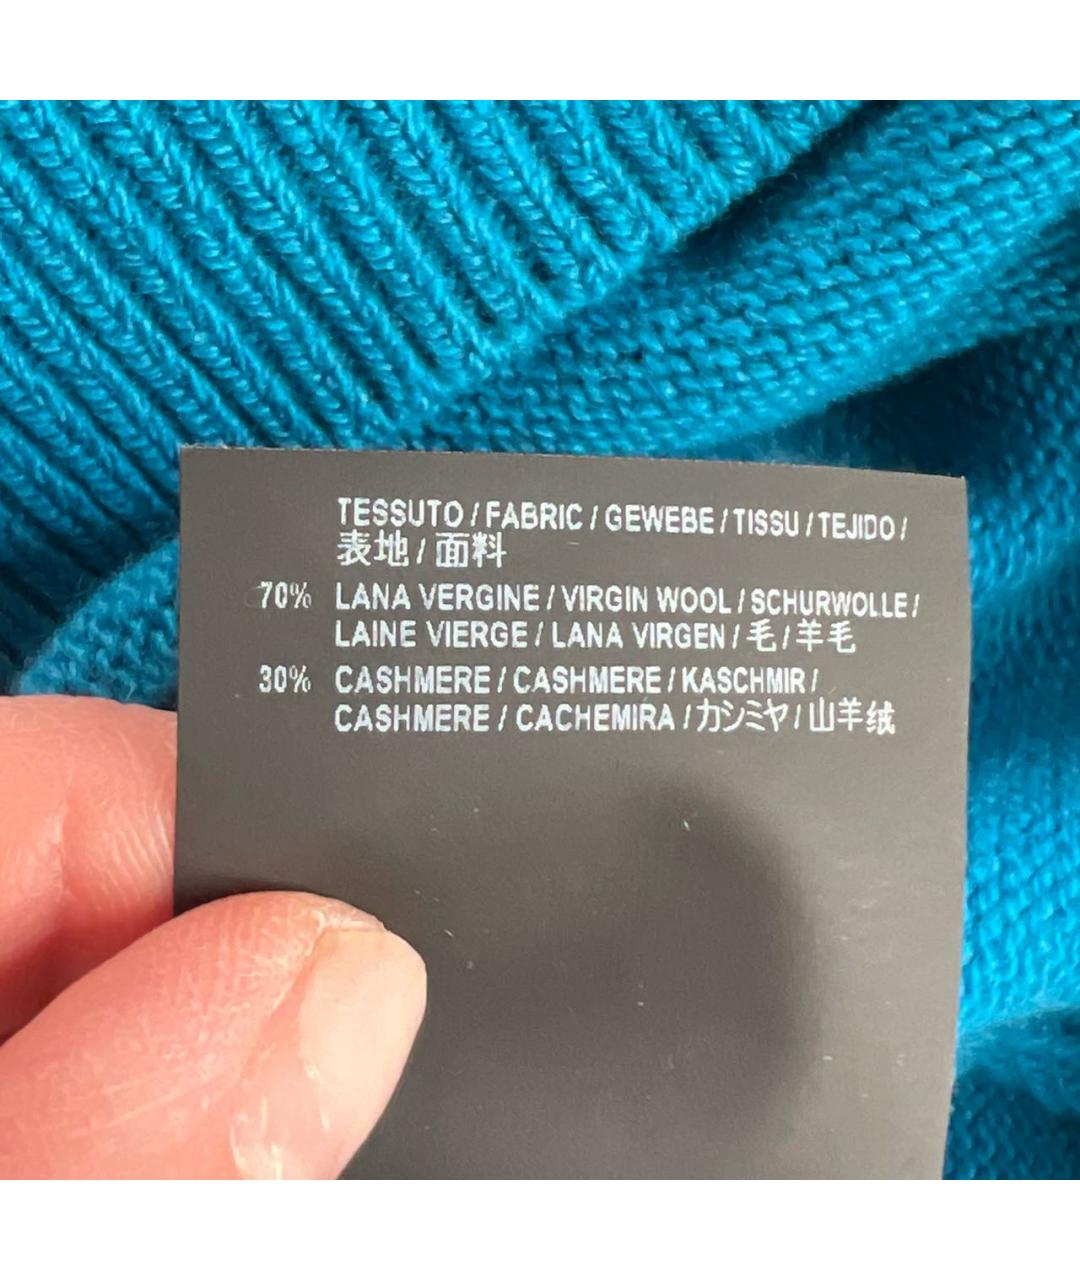 TESSUTO / FABRIC / GEWEBE / TISSU / TEJIDO /
表地 / 面料
70% LANA VERGINE / VIRGIN WOOL / SCHURWOLLE /
LAINE VIERGE / LANA VIRGEN / 毛 / 羊毛
30% CASHMERE / CASHMERE / KASCHMIR /
CASHMERE / CACHEMIRA / カシミヤ / 山羊绒